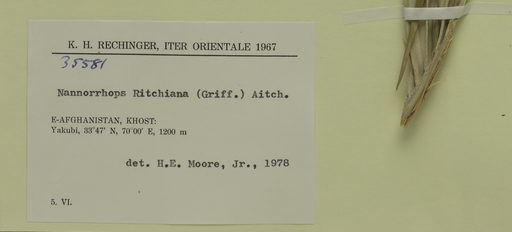 K. H. RECHINGER, ITER ORIENTALE 1967
35581
Nannorrhops Ritchiana (Griff.) Aitch.
E-AFGHANISTAN, KHOST:
Yakubi, 33°47' N, 70°00' E, 1200 m
det. H.E. Moore, Jr., 1978
5. VI.